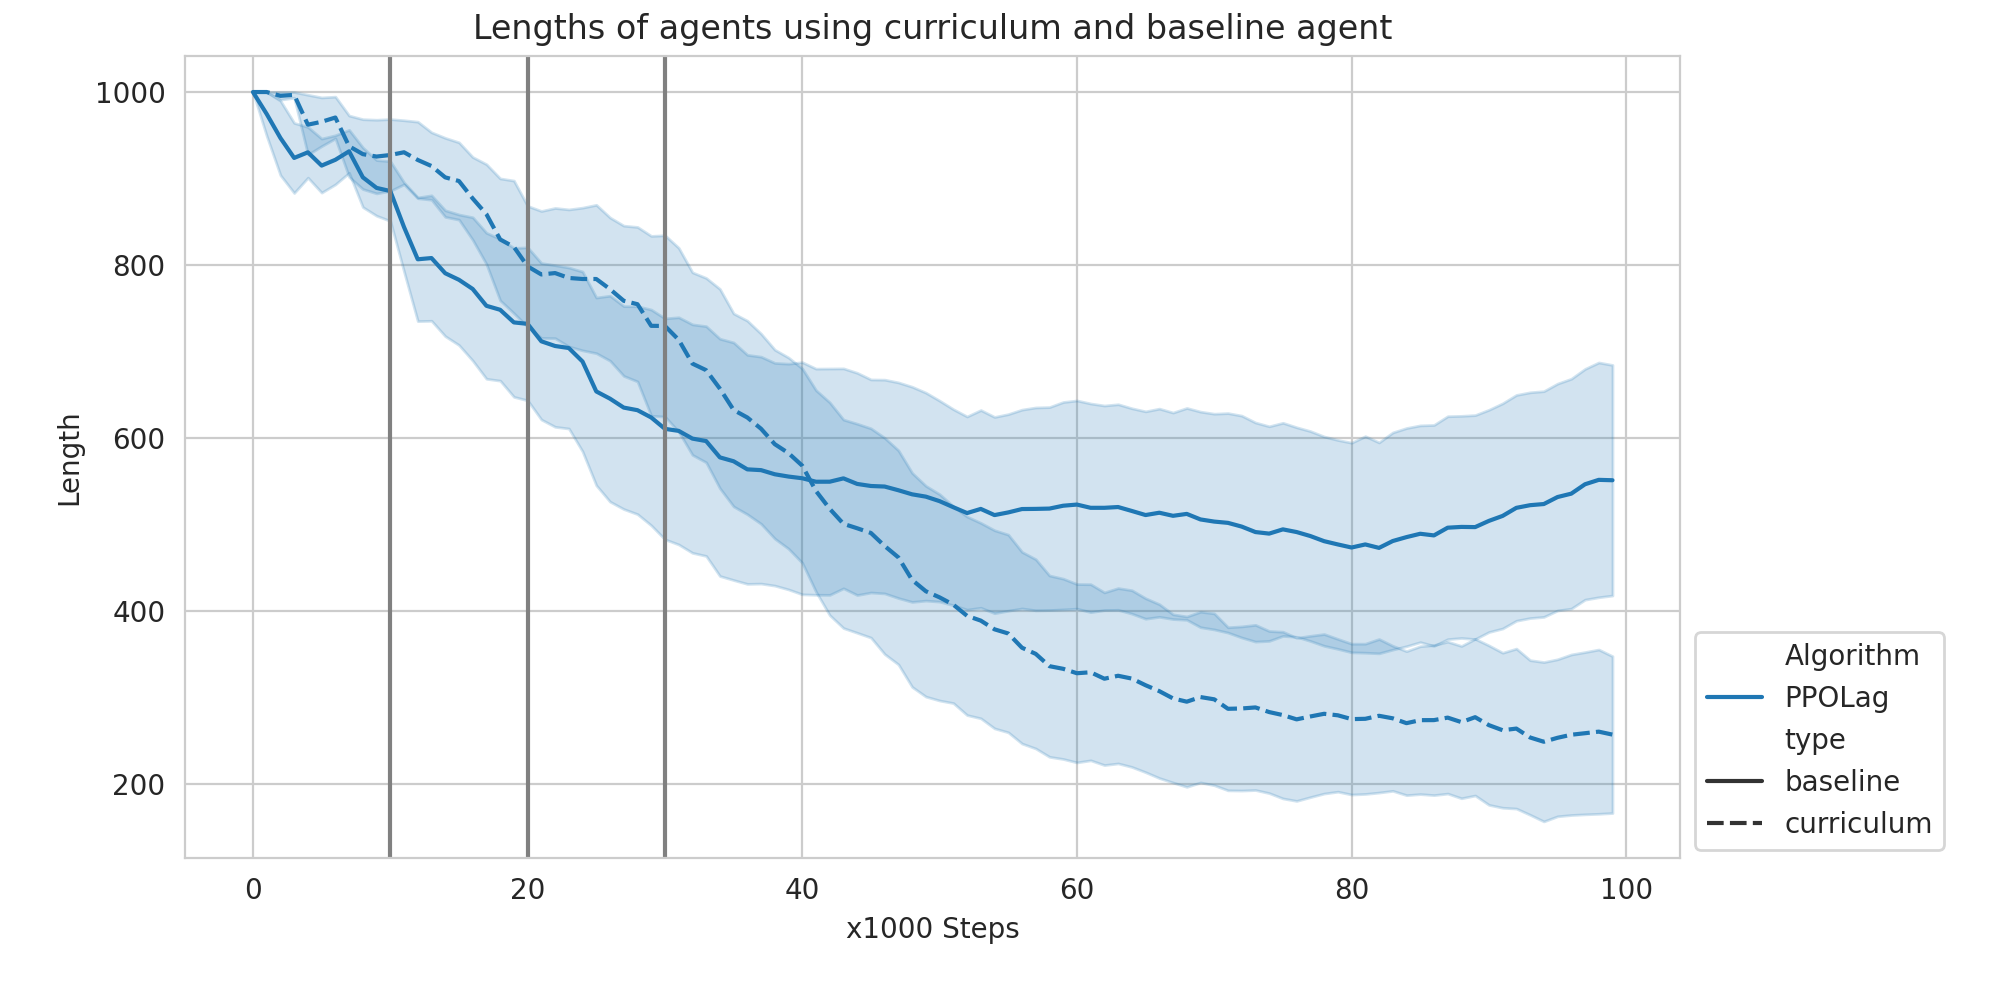 Lengths of agents using curriculum and baseline agent
1000
800
600
400
200
Length
0
20
40
60
80
100
x1000 Steps
Algorithm
PPOLag
type
baseline
curriculum